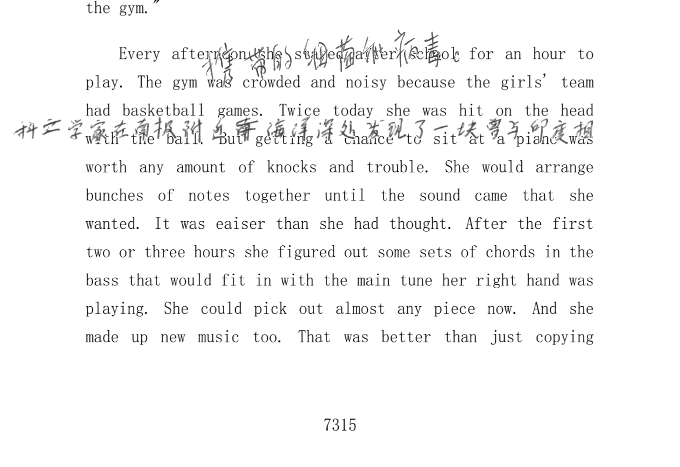 the gym."
Every afternoon she stayed after school for an hour to
携带的细菌和病毒。
play. The gym was crowded and noisy because the girls' team
had basketball games. Twice today she was hit on the head
科学家在南极附近海洋深处发现了一块曾与印度相
with the ball. But getting a chance to sit at a piano was
worth any amount of knocks and trouble. She would arrange
bunches of notes together until the sound came that she
wanted. It was eaiser than she had thought. After the first
two or three hours she figured out some sets of chords in the
bass that would fit in with the main tune her right hand was
playing. She could pick out almost any piece now. And she
made up new music too. That was better than just copying
7315